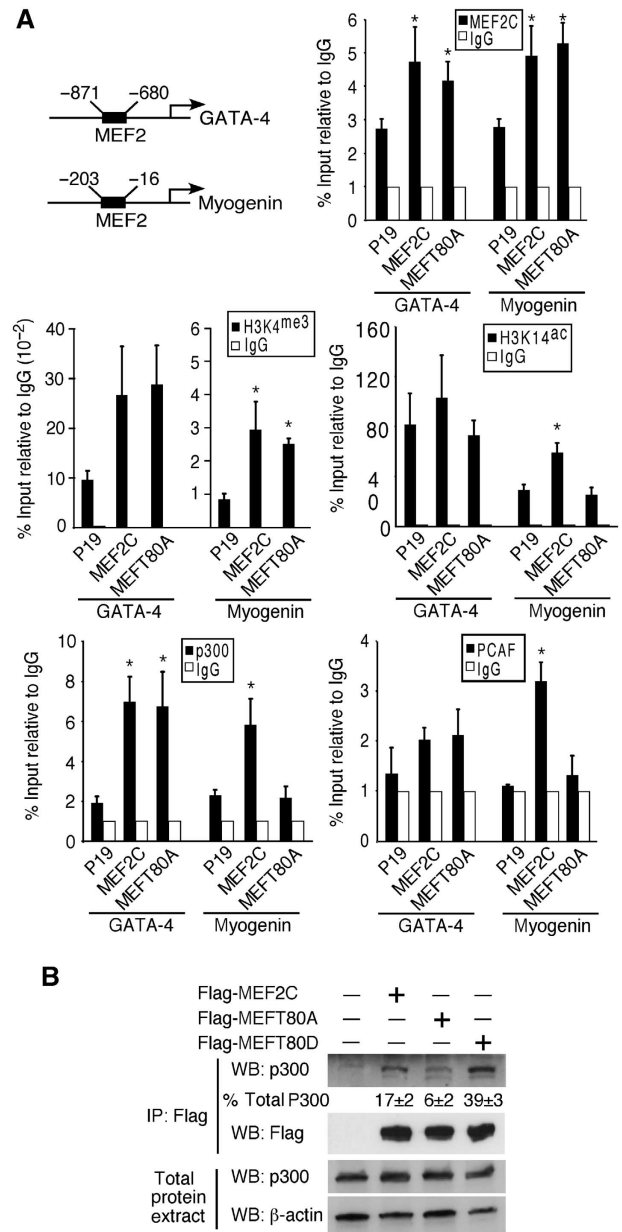 A
−871 −680
MEF2
GATA-4
−203 −16
MEF2
Myogenin
% Input relative to IgG
6
5
4
3
2
1
0
MEF2C
IgG
* * * *
P19 MEF2C MEFT80A P19 MEF2C MEFT80A
GATA-4 Myogenin
% Input relative to IgG (10−2)
40
30
20
10
0
6
5
4
3
2
1
H3K4me3
IgG
* *
P19 MEF2C MEFT80A P19 MEF2C MEFT80A
GATA-4 Myogenin
% Input relative to IgG
160
120
80
40
0
H3K14ac
IgG
*
P19 MEF2C MEFT80A P19 MEF2C MEFT80A
GATA-4 Myogenin
% Input relative to IgG
10
8
6
4
2
0
p300
IgG
* * *
P19 MEF2C MEFT80A P19 MEF2C MEFT80A
GATA-4 Myogenin
% Input relative to IgG
4
3
2
1
0
PCAF
IgG
*
P19 MEF2C MEFT80A P19 MEF2C MEFT80A
GATA-4 Myogenin
B
Flag-MEF2C — + — —
Flag-MEFT80A — — + —
Flag-MEFT80D — — — +
IP: Flag
WB: p300
% Total P300 17±2 6±2 39±3
WB: Flag
Total protein extract
WB: p300
WB: β-actin